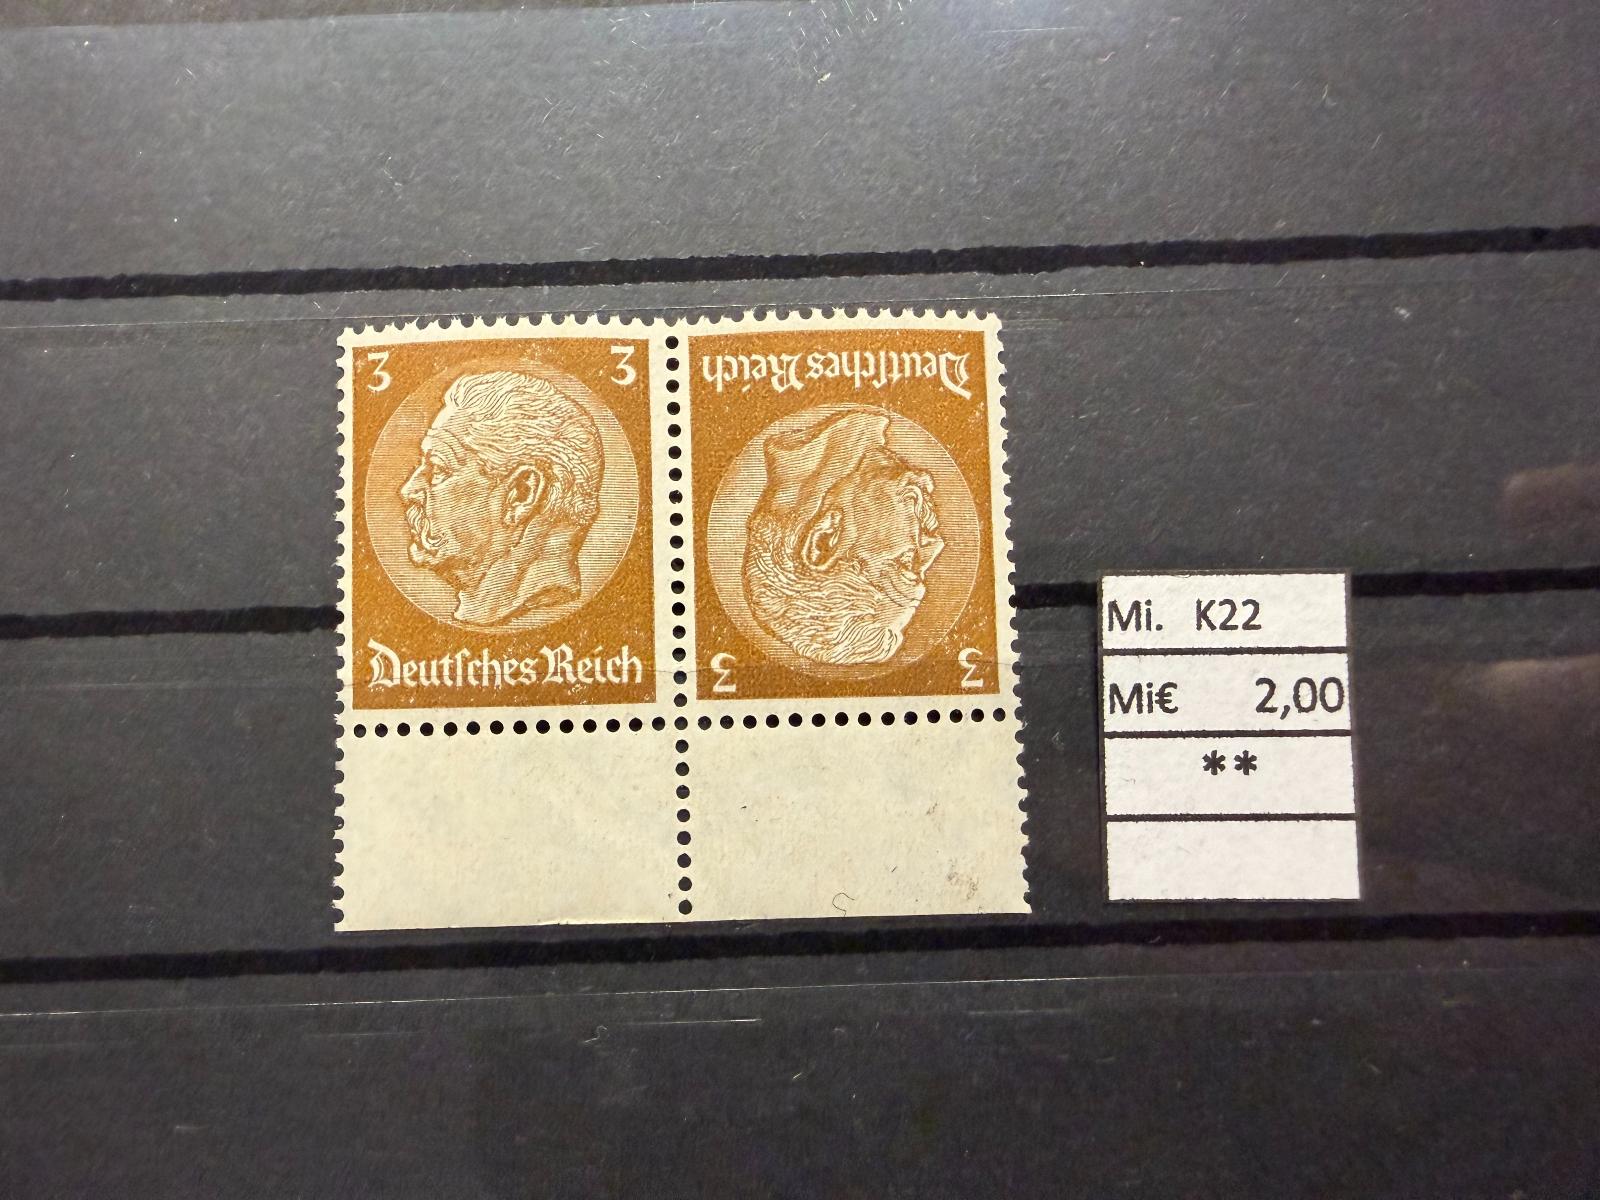 3 3
Deutſches Reich
Deutſches Reich
3 3
Mi. K22
Mi€ 2,00
**